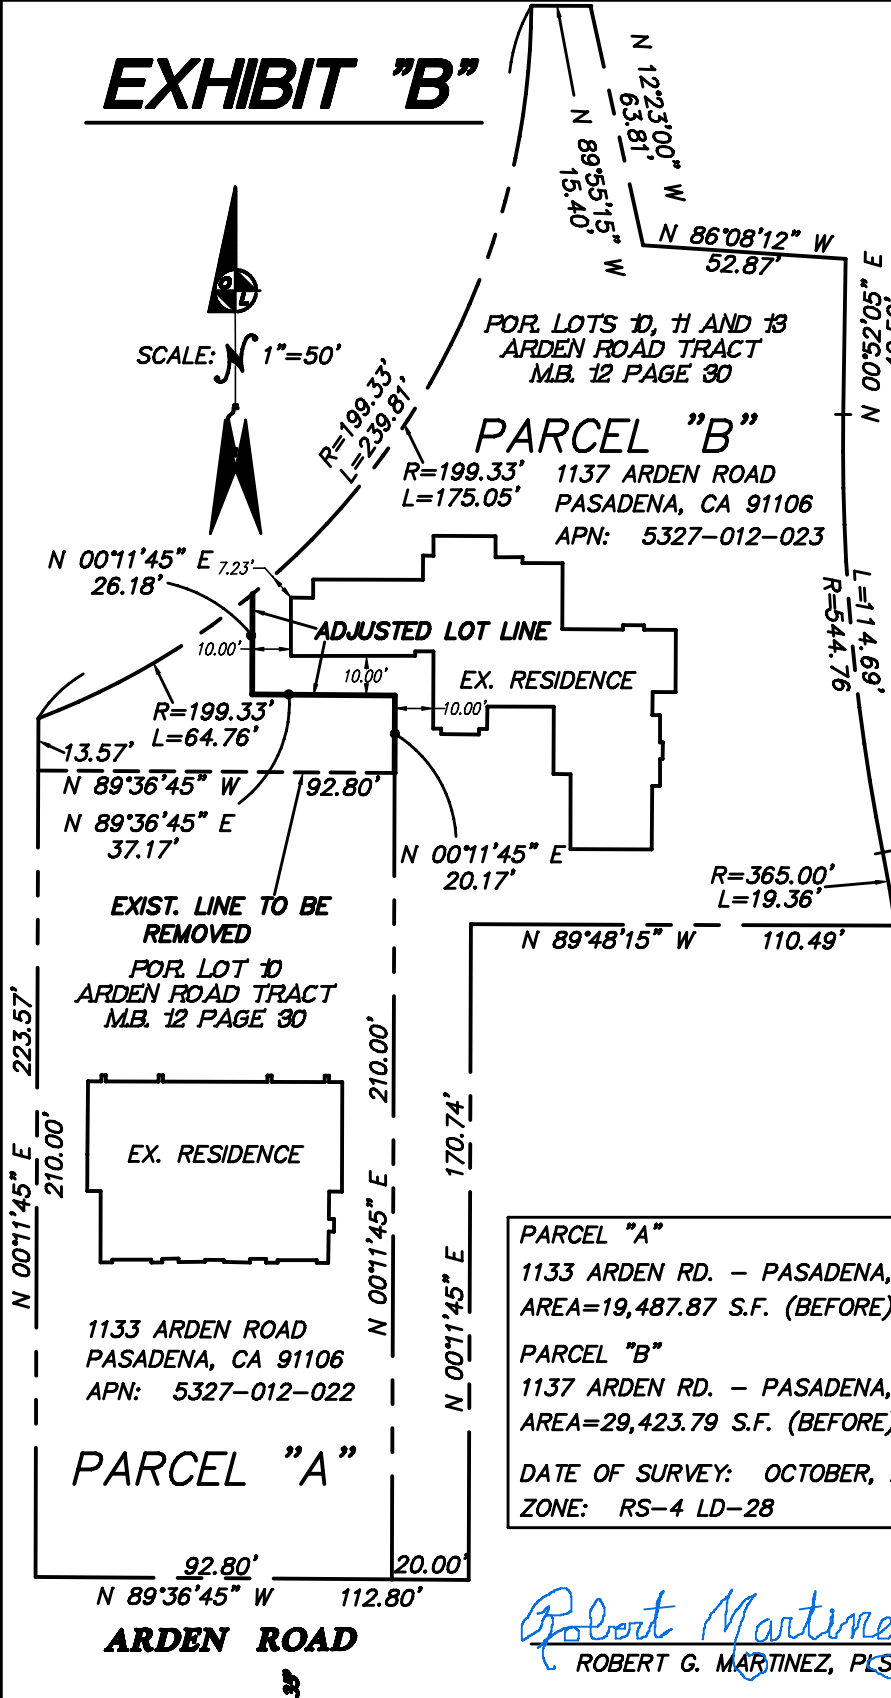 EXHIBIT "B"
N 12°23'00" W
63.81'
N 89°55'15" W
15.40'
N 86°08'12" W
52.87'
N 00°52'05" E
SCALE: N 1"=50'
POR. LOTS 10, 11 AND 13
ARDEN ROAD TRACT
M.B. 12 PAGE 30
R=199.33'
L=239.81'
PARCEL "B"
R=199.33'
L=175.05'
1137 ARDEN ROAD
PASADENA, CA 91106
APN: 5327-012-023
N 00°11'45" E
26.18'
7.23'
L=114.69'
R=544.76
ADJUSTED LOT LINE
10.00'
10.00'
EX. RESIDENCE
10.00'
R=199.33'
L=64.76'
13.57'
N 89°36'45" W 92.80'
N 89°36'45" E
37.17'
N 00°11'45" E
20.17'
R=365.00'
L=19.36'
EXIST. LINE TO BE
REMOVED
N 89°48'15" W 110.49'
POR. LOT 10
ARDEN ROAD TRACT
M.B. 12 PAGE 30
N 00°11'45" E 223.57'
210.00'
N 00°11'45" E 210.00'
N 00°11'45" E 170.74'
EX. RESIDENCE
1133 ARDEN ROAD
PASADENA, CA 91106
APN: 5327-012-022
PARCEL "A"
92.80'
20.00'
N 89°36'45" W 112.80'
ARDEN ROAD
35'
PARCEL "A"
1133 ARDEN RD. - PASADENA,
AREA=19,487.87 S.F. (BEFORE)
PARCEL "B"
1137 ARDEN RD. - PASADENA,
AREA=29,423.79 S.F. (BEFORE)
DATE OF SURVEY: OCTOBER,
ZONE: RS-4 LD-28
Robert Martine
ROBERT G. MARTINEZ, PLS